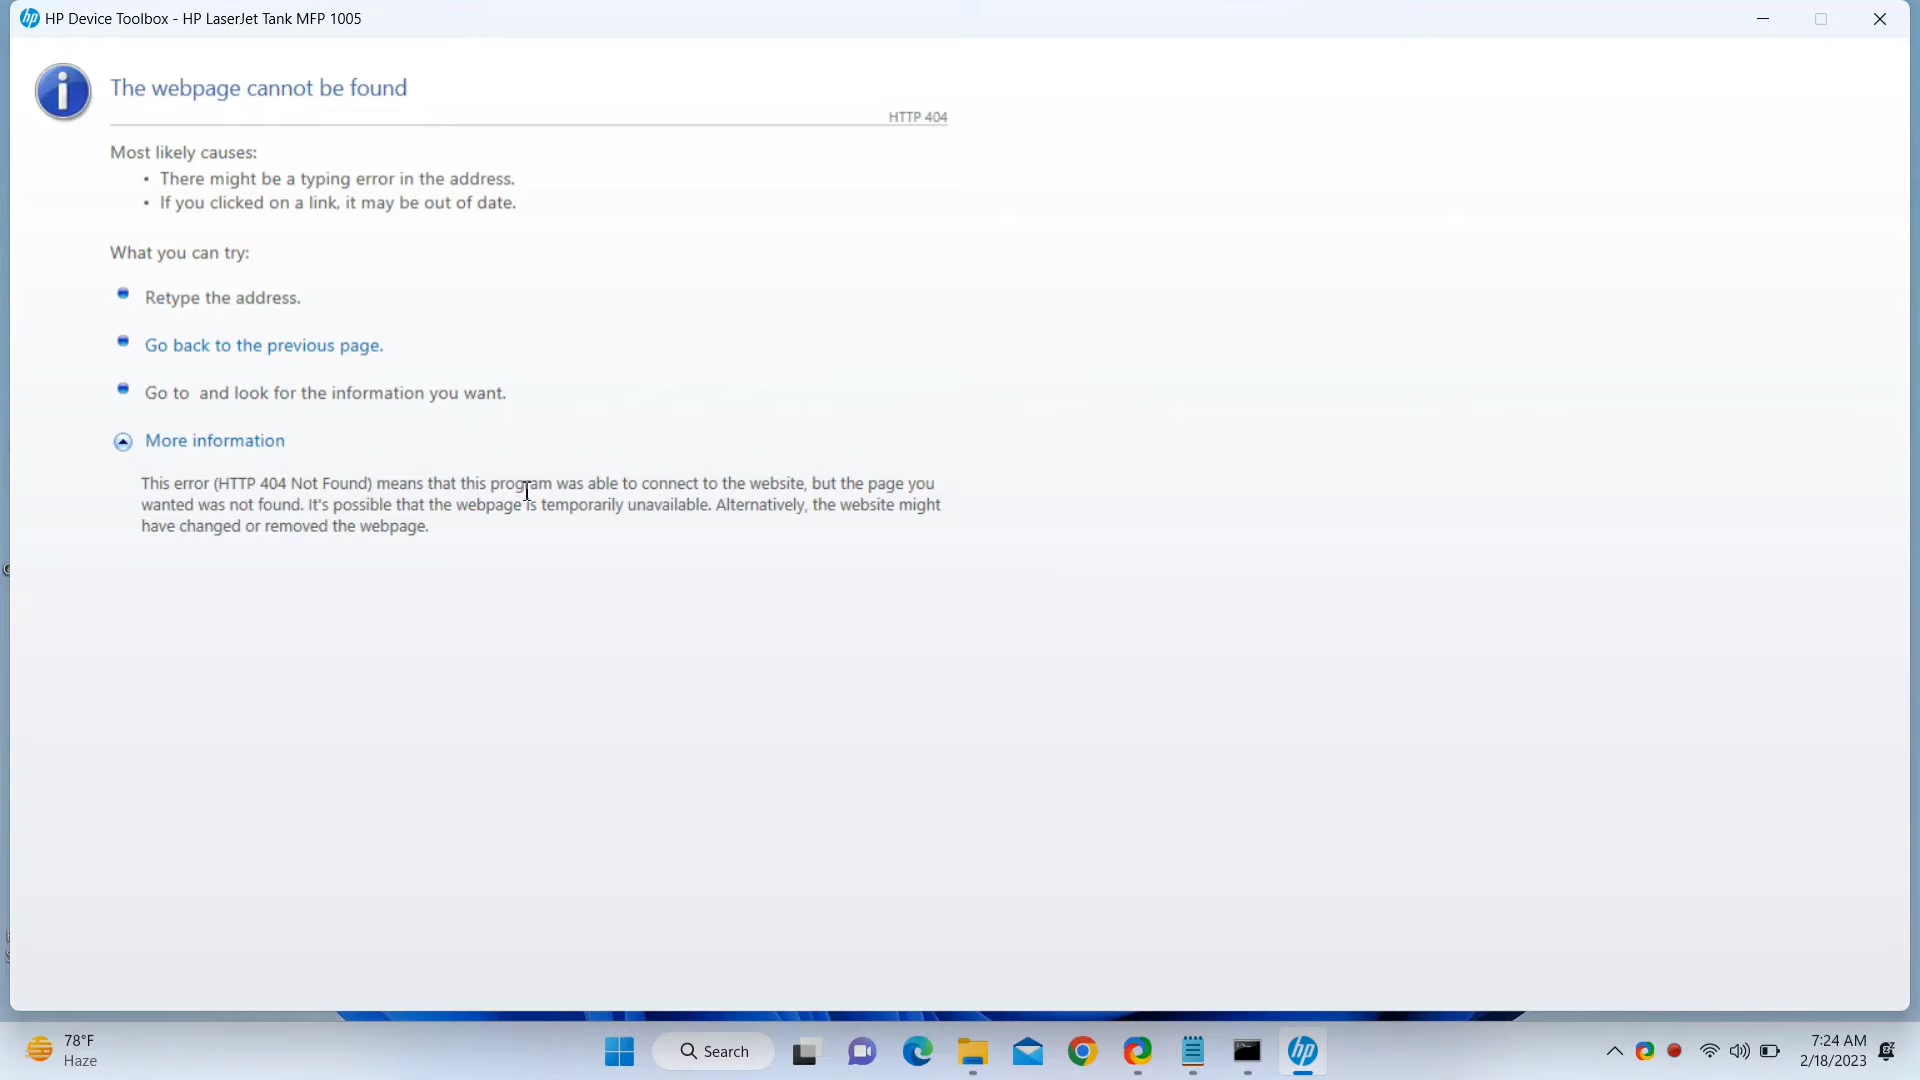 HP Device Toolbox - HP LaserJet Tank MFP 1005
The webpage cannot be found
HTTP 404
Most likely causes:
• There might be a typing error in the address.
• If you clicked on a link, it may be out of date.
What you can try:
Retype the address.
Go back to the previous page.
Go to  and look for the information you want.
More information
This error (HTTP 404 Not Found) means that this program was able to connect to the website, but the page you
wanted was not found. It's possible that the webpage is temporarily unavailable. Alternatively, the website might
have changed or removed the webpage.
78°F
Haze
Search
hp
7:24 AM
2/18/2023